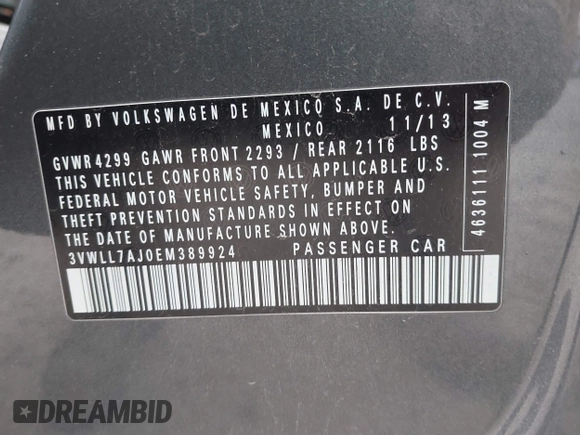 MFD BY VOLKSWAGEN DE MEXICO S.A. DE C.V.
MEXICO 11/13
GVWR 4299 GAWR FRONT 2293 / REAR 2116 LBS
THIS VEHICLE CONFORMS TO ALL APPLICABLE U.S.
FEDERAL MOTOR VEHICLE SAFETY, BUMPER AND
THEFT PREVENTION STANDARDS IN EFFECT ON
THE DATE OF MANUFACTURE SHOWN ABOVE.
3VWLL7AJ0EM389924 PASSENGER CAR
4636111 1004 M
DREAMBID